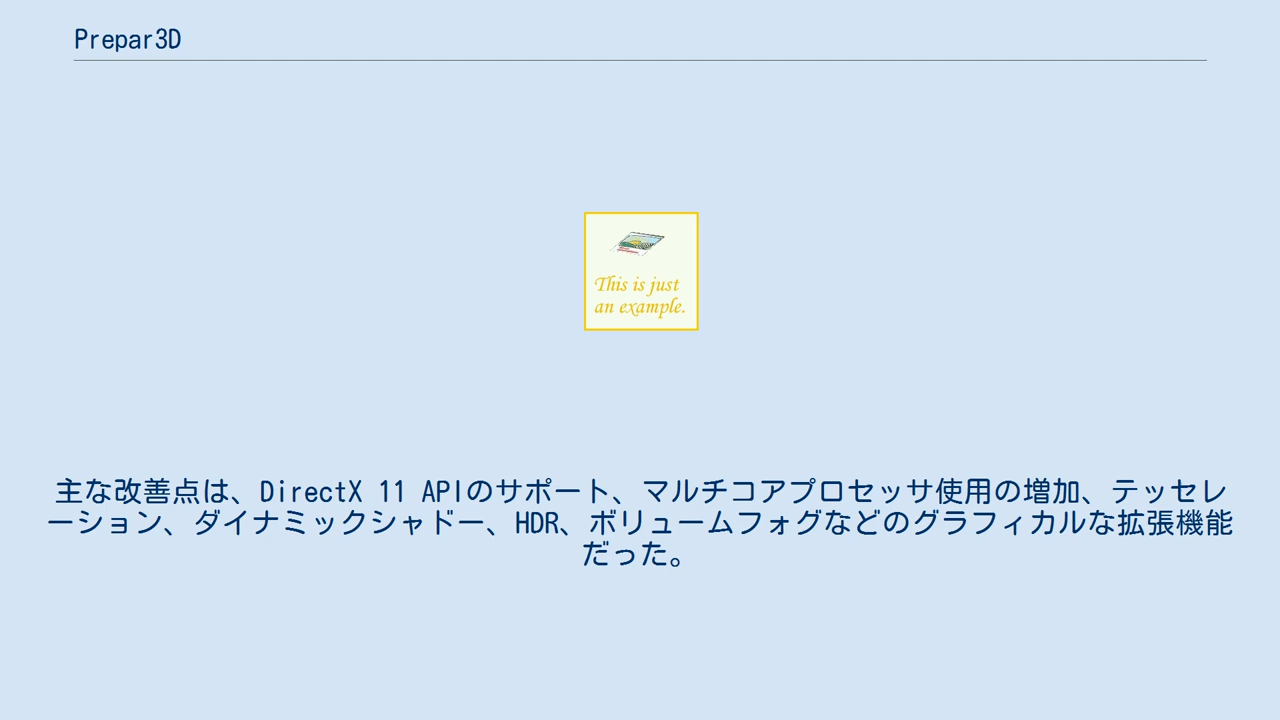 Prepar3D
This is just
an example.
主な改善点は、DirectX 11 APIのサポート、マルチコアプロセッサ使用の増加、テッセレ
ーション、ダイナミックシャドー、HDR、ボリュームフォグなどのグラフィカルな拡張機能
だった。